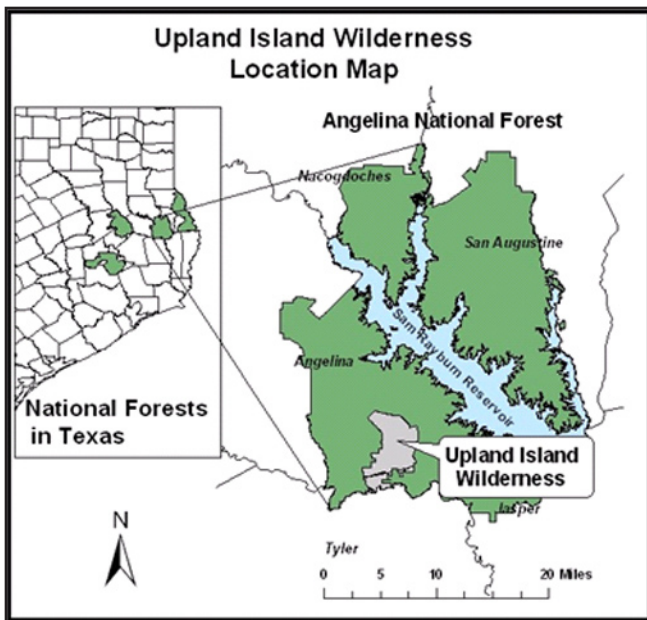 Upland Island Wilderness
Location Map
Angelina National Forest
Nacogdoches
San Augustine
Sam Rayburn Reservoir
Angelina
National Forests
in Texas
Upland Island
Wilderness
Jasper
N
Tyler
0 5 10 20 Miles